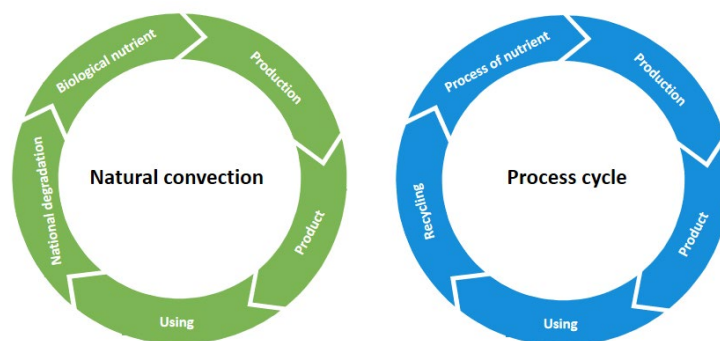 Biological nutrient
Production
Product
Using
National degradation
Natural convection
Process of nutrient
Production
Product
Using
Recycling
Process cycle